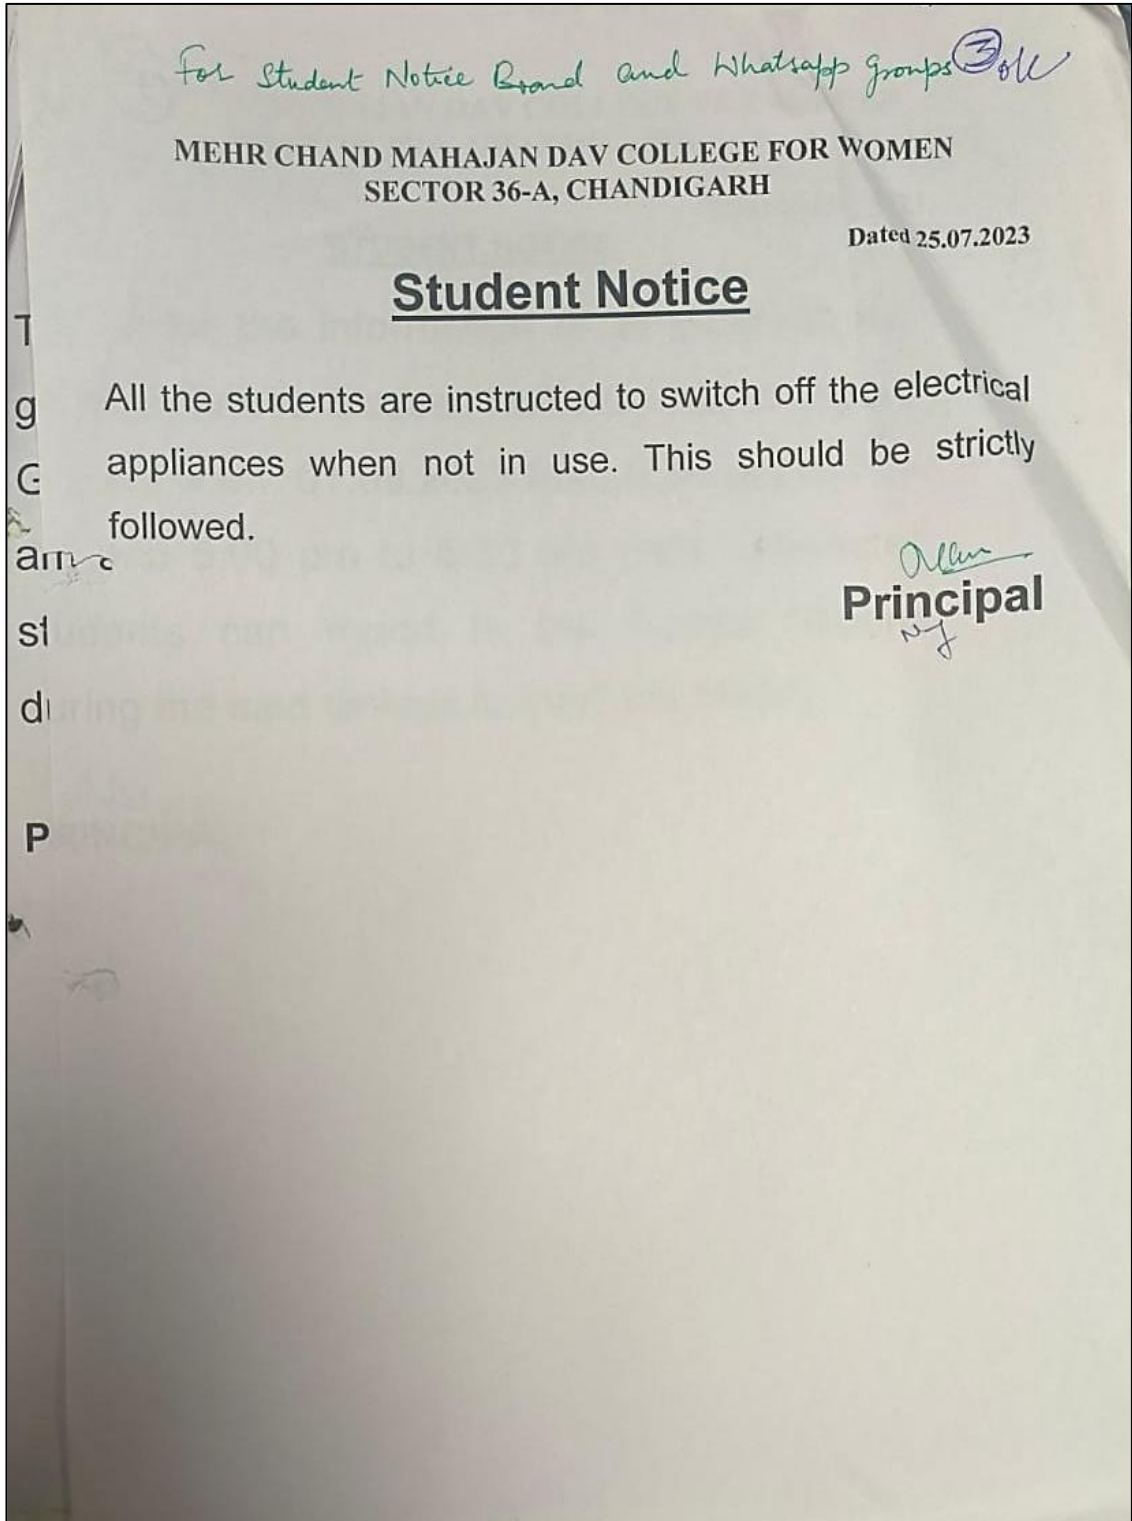 For Student Notice Board and Whatsapp groups 3 ok
MEHR CHAND MAHAJAN DAV COLLEGE FOR WOMEN
SECTOR 36-A, CHANDIGARH
Dated 25.07.2023
Student Notice
All the students are instructed to switch off the electrical
appliances when not in use. This should be strictly
followed.
Principal